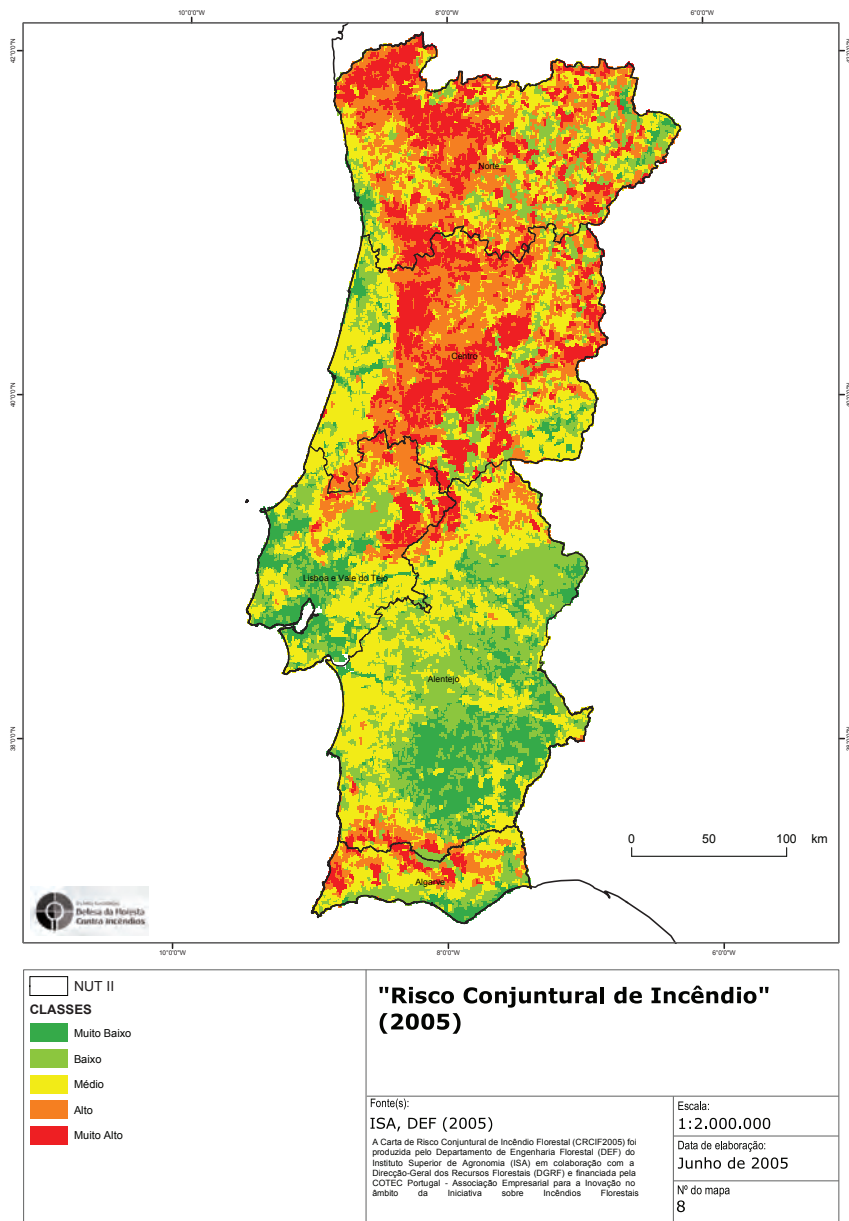 10°0'0"W 8°0'0"W 6°0'0"W
42°0'0"N
Norte
Centro
40°0'0"N
Lisboa e Vale do Tejo
Alentejo
38°0'0"N
0 50 100 km
Algarve
Defesa da Floresta
Contra Incêndios
10°0'0"W 8°0'0"W 6°0'0"W
NUT II
CLASSES
Muito Baixo
Baixo
Médio
Alto
Muito Alto
"Risco Conjuntural de Incêndio"
(2005)
Fonte(s):
ISA, DEF (2005)
A Carta de Risco Conjuntural de Incêndio Florestal (CRCIF2005) foi
produzida pelo Departamento de Engenharia Florestal (DEF) do
Instituto Superior de Agronomia (ISA) em colaboração com a
Direcção-Geral dos Recursos Florestais (DGRF) e financiada pela
COTEC Portugal - Associação Empresarial para a Inovação no
âmbito da Iniciativa sobre Incêndios Florestais
Escala:
1:2.000.000
Data de elaboração:
Junho de 2005
Nº do mapa
8